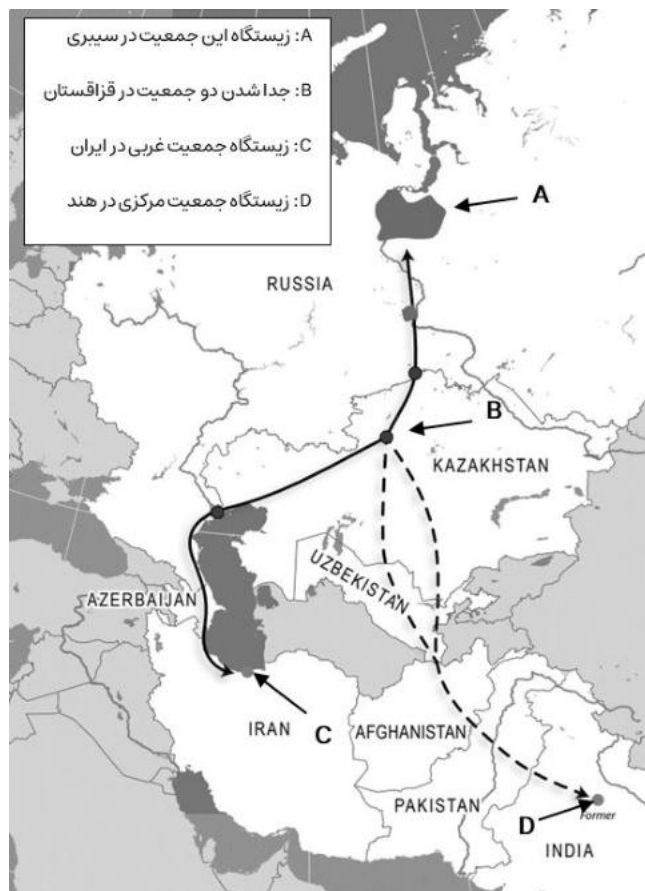 A: زیستگاه این جمعیت در سیبری
B: جدا شدن دو جمعیت در قزاقستان
C: زیستگاه جمعیت غربی در ایران
D: زیستگاه جمعیت مرکزی در هند
A
RUSSIA
B
KAZAKHSTAN
UZBEKISTAN
AZERBAIJAN
IRAN
C
AFGHANISTAN
PAKISTAN
D
Former
INDIA